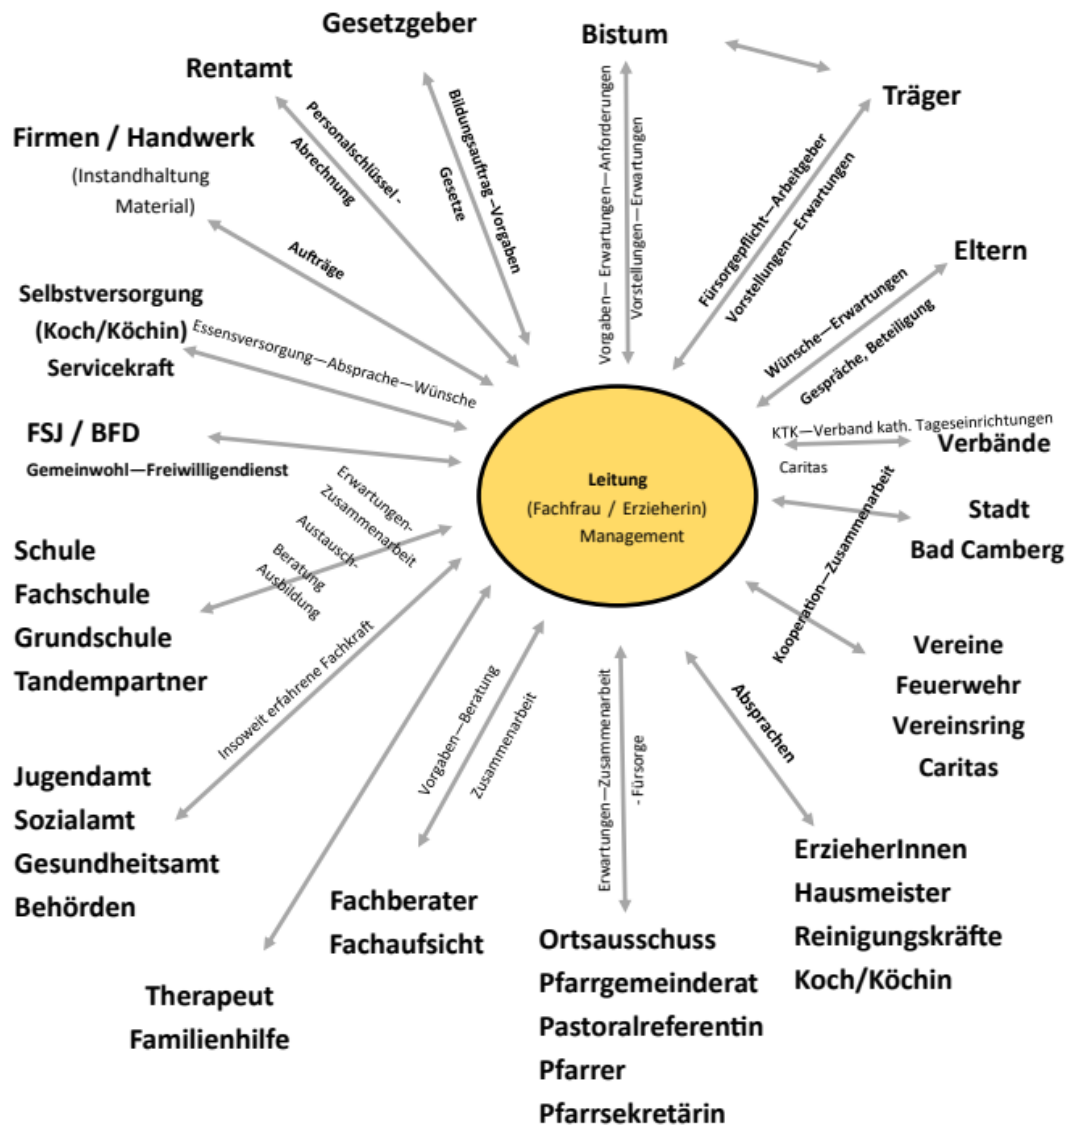 Gesetzgeber
Bistum
Rentamt
Träger
Firmen / Handwerk
(Instandhaltung
Material)
Personalschlüssel -
Abrechnung
Bildungsauftrag –Vorgaben
Gesetze
Vorgaben— Erwartungen—Anforderungen
Vorstellungen—Erwartungen
Fürsorgepflicht—Arbeitgeber
Vorstellungen—Erwartungen
Aufträge
Eltern
Wünsche—Erwartungen
Gespräche, Beteiligung
Selbstversorgung
(Koch/Köchin)
Servicekraft
Essensversorgung—Absprache—Wünsche
FSJ / BFD
Gemeinwohl—Freiwilligendienst
KTK—Verband kath. Tageseinrichtungen
Verbände
Caritas
Leitung
(Fachfrau / Erzieherin)
Management
Stadt
Bad Camberg
Erwartungen-
Zusammenarbeit
Austausch-
Beratung
Ausbildung
Schule
Fachschule
Grundschule
Tandempartner
Kooperation—Zusammenarbeit
Vereine
Feuerwehr
Vereinsring
Caritas
Insoweit erfahrene Fachkraft
Vorgaben—Beratung
Zusammenarbeit
Erwartungen—Zusammenarbeit
- Fürsorge
Absprachen
Jugendamt
Sozialamt
Gesundheitsamt
Behörden
ErzieherInnen
Hausmeister
Reinigungskräfte
Koch/Köchin
Fachberater
Fachaufsicht
Ortsausschuss
Pfarrgemeinderat
Pastoralreferentin
Pfarrer
Pfarrsekretärin
Therapeut
Familienhilfe